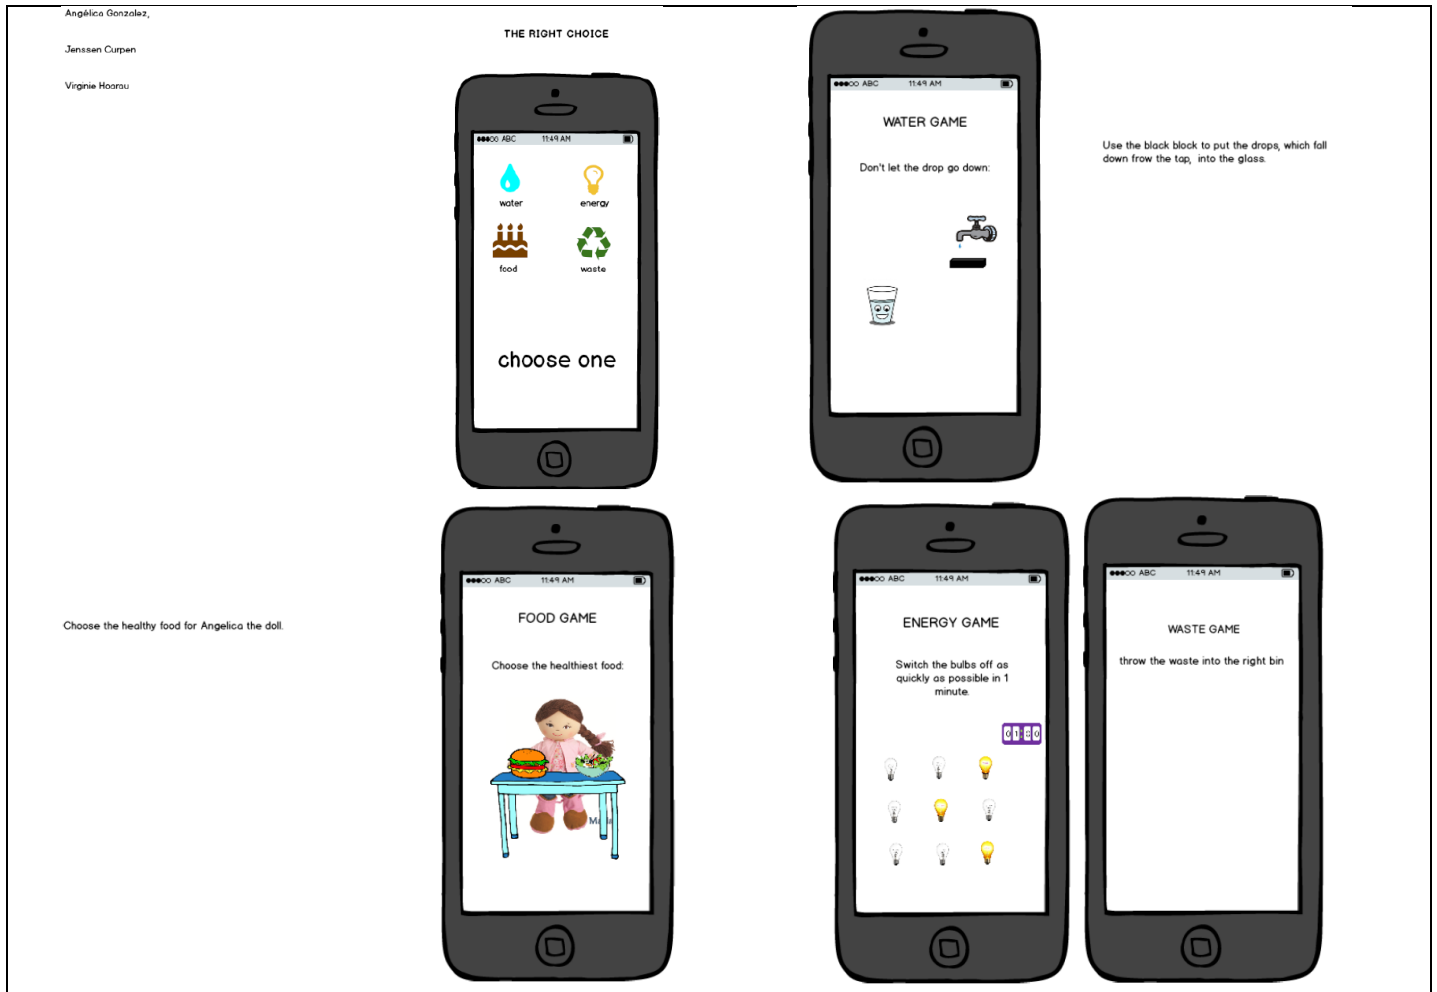 Angélica Gonzalez,
Jenssen Curpen
Virginie Hoarau
THE RIGHT CHOICE
ABC 11:49 AM
water energy
food waste
choose one
ABC 11:49 AM
WATER GAME
Don't let the drop go down:
Use the black block to put the drops, which fall
down frow the tap, into the glass.
Choose the healthy food for Angelica the doll.
ABC 11:49 AM
FOOD GAME
Choose the healthiest food:
ABC 11:49 AM
ENERGY GAME
Switch the bulbs off as
quickly as possible in 1
minute.
ABC 11:49 AM
WASTE GAME
throw the waste into the right bin